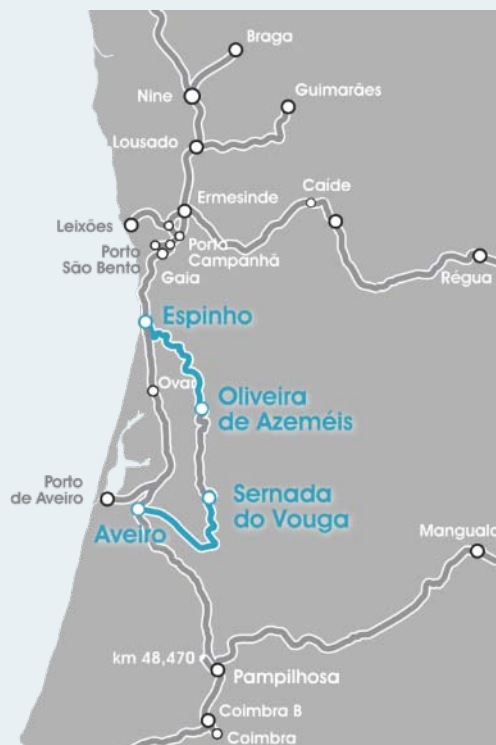 Braga
Nine
Guimarães
Lousado
Ermesinde
Caíde
Leixões
Porto
São Bento
Porto
Campanhã
Gaia
Régua
Espinho
Ovar
Oliveira
de Azeméis
Porto
de Aveiro
Sernada
do Vouga
Aveiro
Mangualde
km 48,470
Pampilhosa
Coimbra B
Coimbra